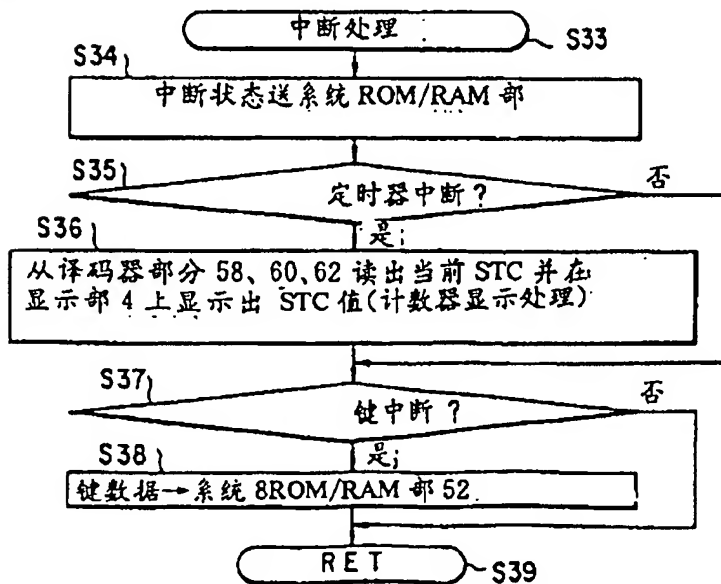 中断处理
S33
S34
中断状态送系统 ROM/RAM 部
S35
定时器中断?
否
S36
是;
从译码器部分 58、60、62 读出当前 STC 并在
显示部 4 上显示出 STC 值(计数器显示处理)
S37
键中断?
否
S38
是;
键数据→系统 8ROM/RAM 部 52
RET
S39